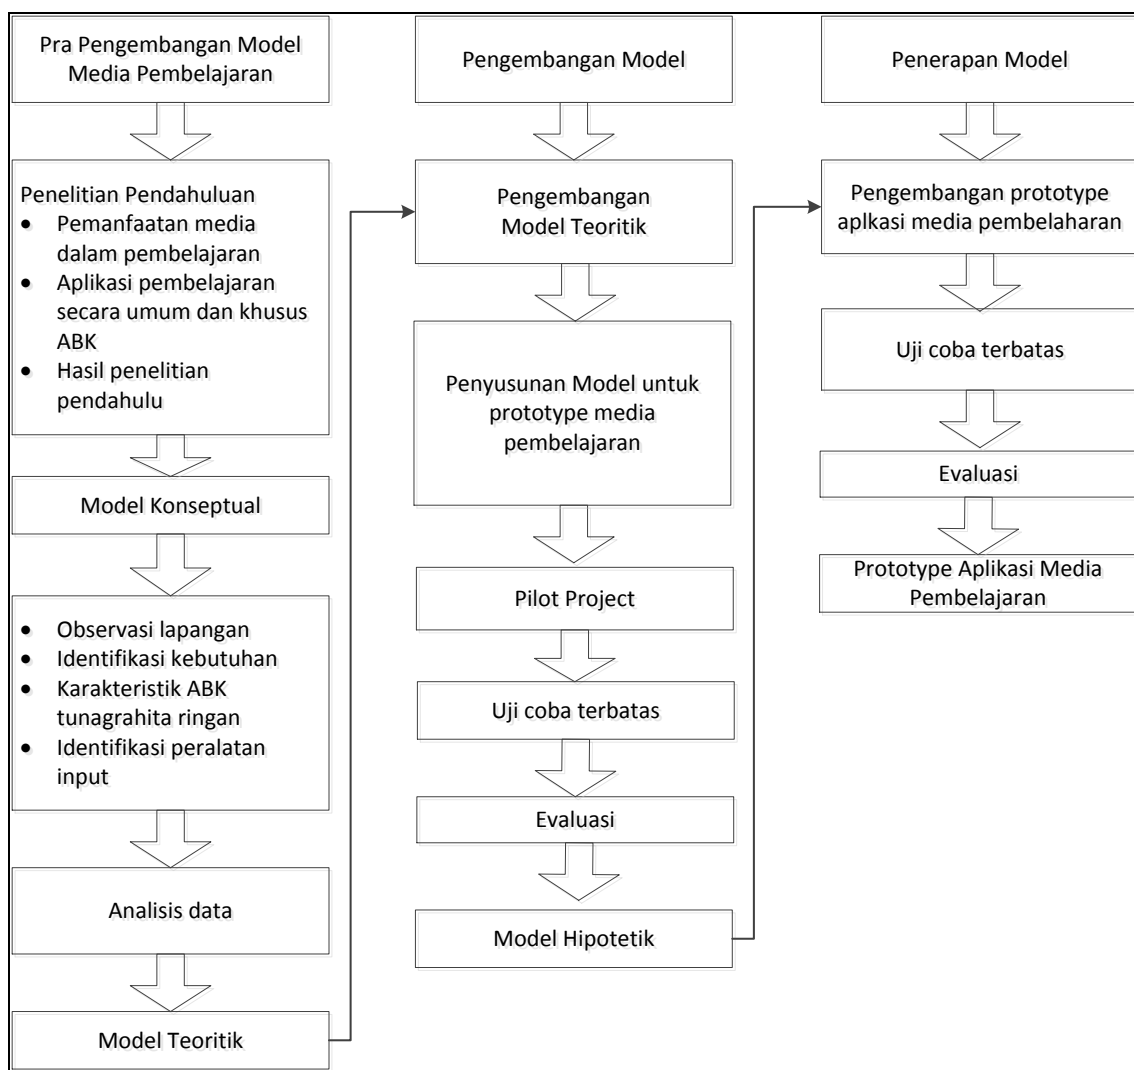 Pra Pengembangan Model
Media Pembelajaran
Penelitian Pendahuluan
• Pemanfaatan media
dalam pembelajaran
• Aplikasi pembelajaran
secara umum dan khusus
ABK
• Hasil penelitian
pendahulu
Model Konseptual
• Observasi lapangan
• Identifikasi kebutuhan
• Karakteristik ABK
tunagrahita ringan
• Identifikasi peralatan
input
Analisis data
Model Teoritik
Pengembangan Model
Pengembangan
Model Teoritik
Penyusunan Model untuk
prototype media
pembelajaran
Pilot Project
Uji coba terbatas
Evaluasi
Model Hipotetik
Penerapan Model
Pengembangan prototype
aplkasi media pembelaharan
Uji coba terbatas
Evaluasi
Prototype Aplikasi Media
Pembelajaran